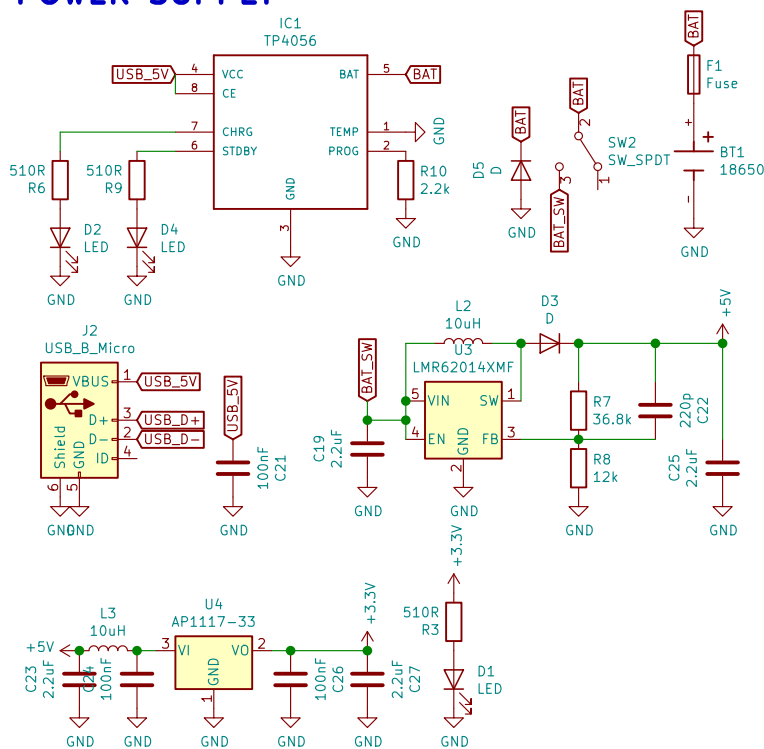 POWER SUPPLY
IC1
TP4056
USB_5V
4
VCC
BAT
5
BAT
8
CE
7
CHRG
TEMP
1
GND
6
STDBY
PROG
2
GND
3
GND
510R
R6
510R
R9
D2
LED
D4
LED
GND
GND
R10
2.2k
GND
BAT
D5
D
GND
BAT
2
SW2
SW_SPDT
3
1
BAT_SW
BAT
F1
Fuse
+
+
BT1
18650
-
GND
J2
USB_B_Micro
VBUS
1
USB_5V
D+
3
USB_D+
D-
2
USB_D-
ID
4
Shield
GND
6
5
GND
GND
USB_5V
100nF
C21
GND
BAT_SW
C19
2.2uF
GND
L2
10uH
U3
LMR62014XMF
5
VIN
SW
1
4
EN
GND
FB
3
2
GND
D3
D
R7
36.8k
220p
C22
R8
12k
GND
+5V
C25
2.2uF
GND
+5V
L3
10uH
C23
2.2uF
C24
100nF
GND
GND
U4
AP1117-33
3
VI
VO
2
GND
1
GND
100nF
C26
GND
+3.3V
2.2uF
C27
GND
+3.3V
510R
R3
D1
LED
GND